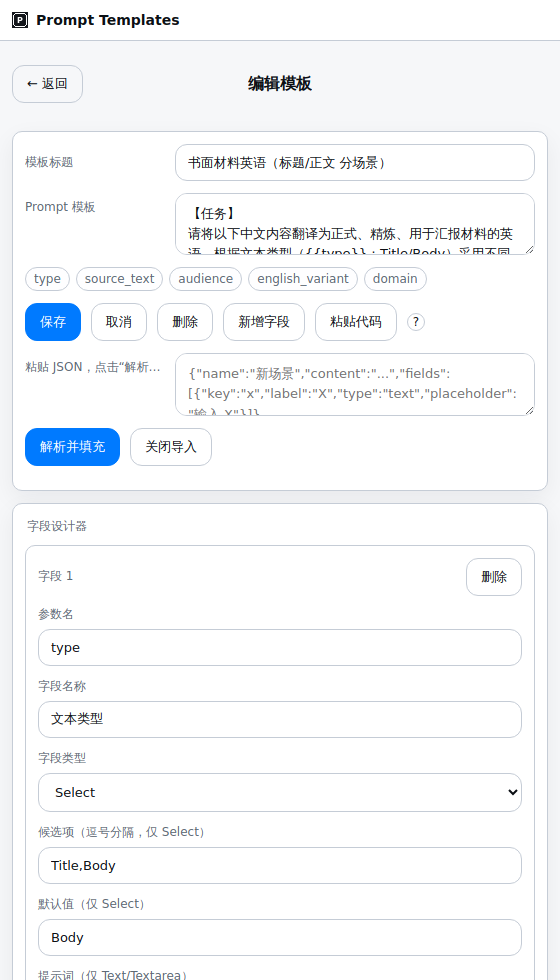 P Prompt Templates
← 返回
编辑模板
模板标题
书面材料英语（标题/正文 分场景）
Prompt 模板
【任务】
请将以下中文内容翻译为正式、精炼、用于汇报材料的英
语。根据文本类型（{{type}}：Title/Body）采用不同
type source_text audience english_variant domain
保存 取消 删除 新增字段 粘贴代码 ?
粘贴 JSON，点击“解析...
{"name":"新场景","content":"...","fields":
[{"key":"x","label":"X","type":"text","placeholder":
"输入 X"}]}
解析并填充 关闭导入
字段设计器
字段 1
删除
参数名
type
字段名称
文本类型
字段类型
Select
候选项（逗号分隔，仅 Select）
Title,Body
默认值（仅 Select）
Body
提示词（仅 Text/Textarea）